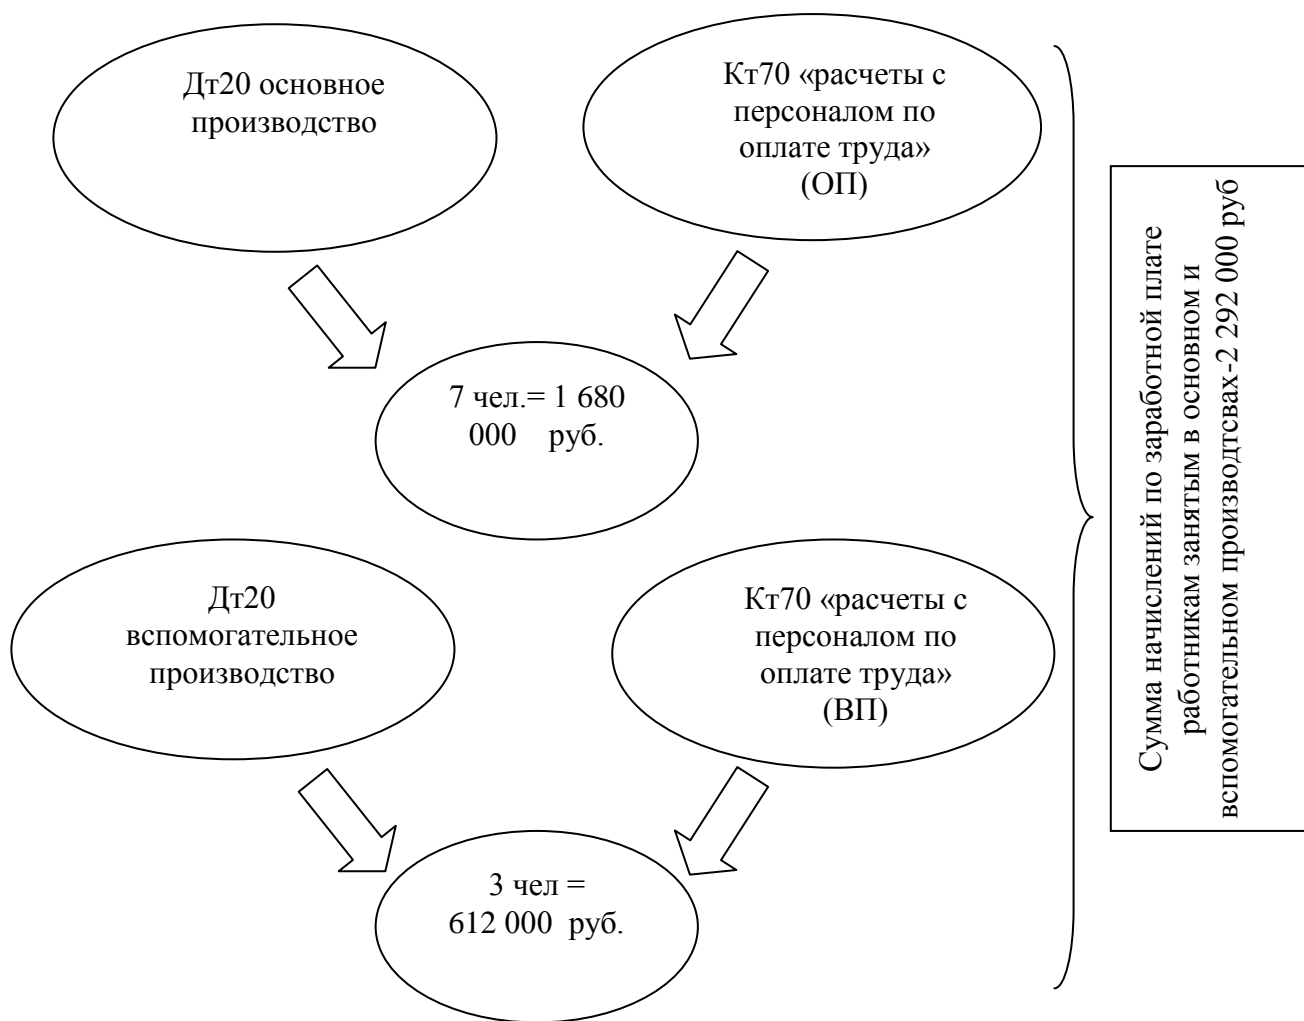 Дт20 основное
производство
Кт70 «расчеты с
персоналом по
оплате труда»
(ОП)
7 чел.= 1 680
000 руб.
Дт20
вспомогательное
производство
Кт70 «расчеты с
персоналом по
оплате труда»
(ВП)
3 чел =
612 000 руб.
Сумма начислений по заработной плате
работникам занятым в основном и
вспомогательном производтсвах-2 292 000 руб